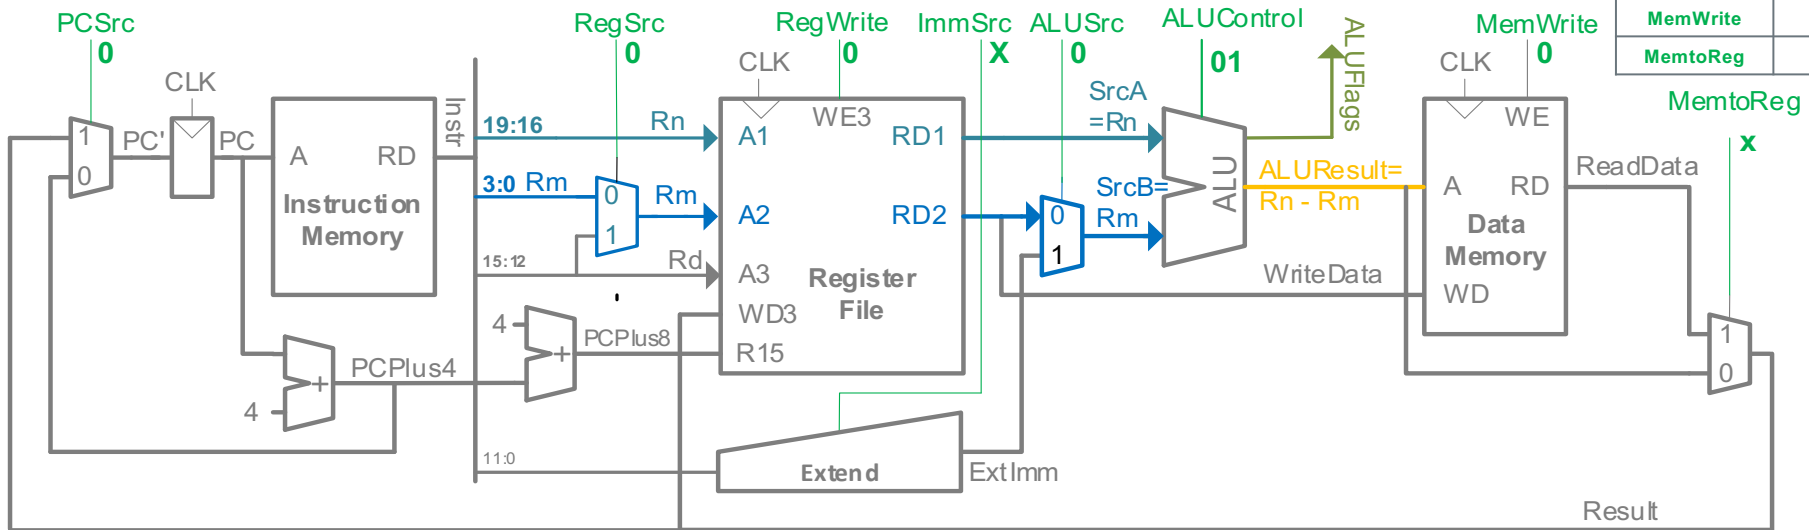 PCSrc
0
RegSrc
0
RegWrite
0
ImmSrc
X
ALUSrc
0
ALUControl
01
ALUFlags
MemWrite
0
MemWrite
MemtoReg
MemtoReg
x
CLK
CLK
CLK
1
0
PC'
PC
A
RD
Instruction
Memory
Instr
19:16
Rn
3:0
Rm
0
1
Rm
15:12
Rd
A1
A2
A3
WD3
R15
WE3
RD1
RD2
Register
File
SrcA
=Rn
SrcB=
Rm
0
1
ALU
ALUResult=
Rn - Rm
WriteData
A
RD
WE
Data
Memory
WD
ReadData
1
0
4
+
PCPlus4
4
+
PCPlus8
11:0
Extend
ExtImm
Result